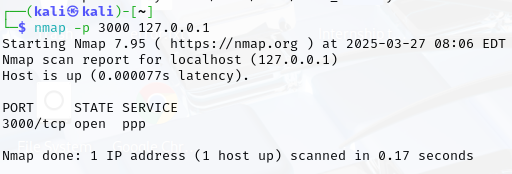 ┌──(kali㉿kali)-[~]
└─$ nmap -p 3000 127.0.0.1
Starting Nmap 7.95 ( https://nmap.org ) at 2025-03-27 08:06 EDT
Nmap scan report for localhost (127.0.0.1)
Host is up (0.000077s latency).
PORT     STATE SERVICE
3000/tcp open  ppp
Nmap done: 1 IP address (1 host up) scanned in 0.17 seconds